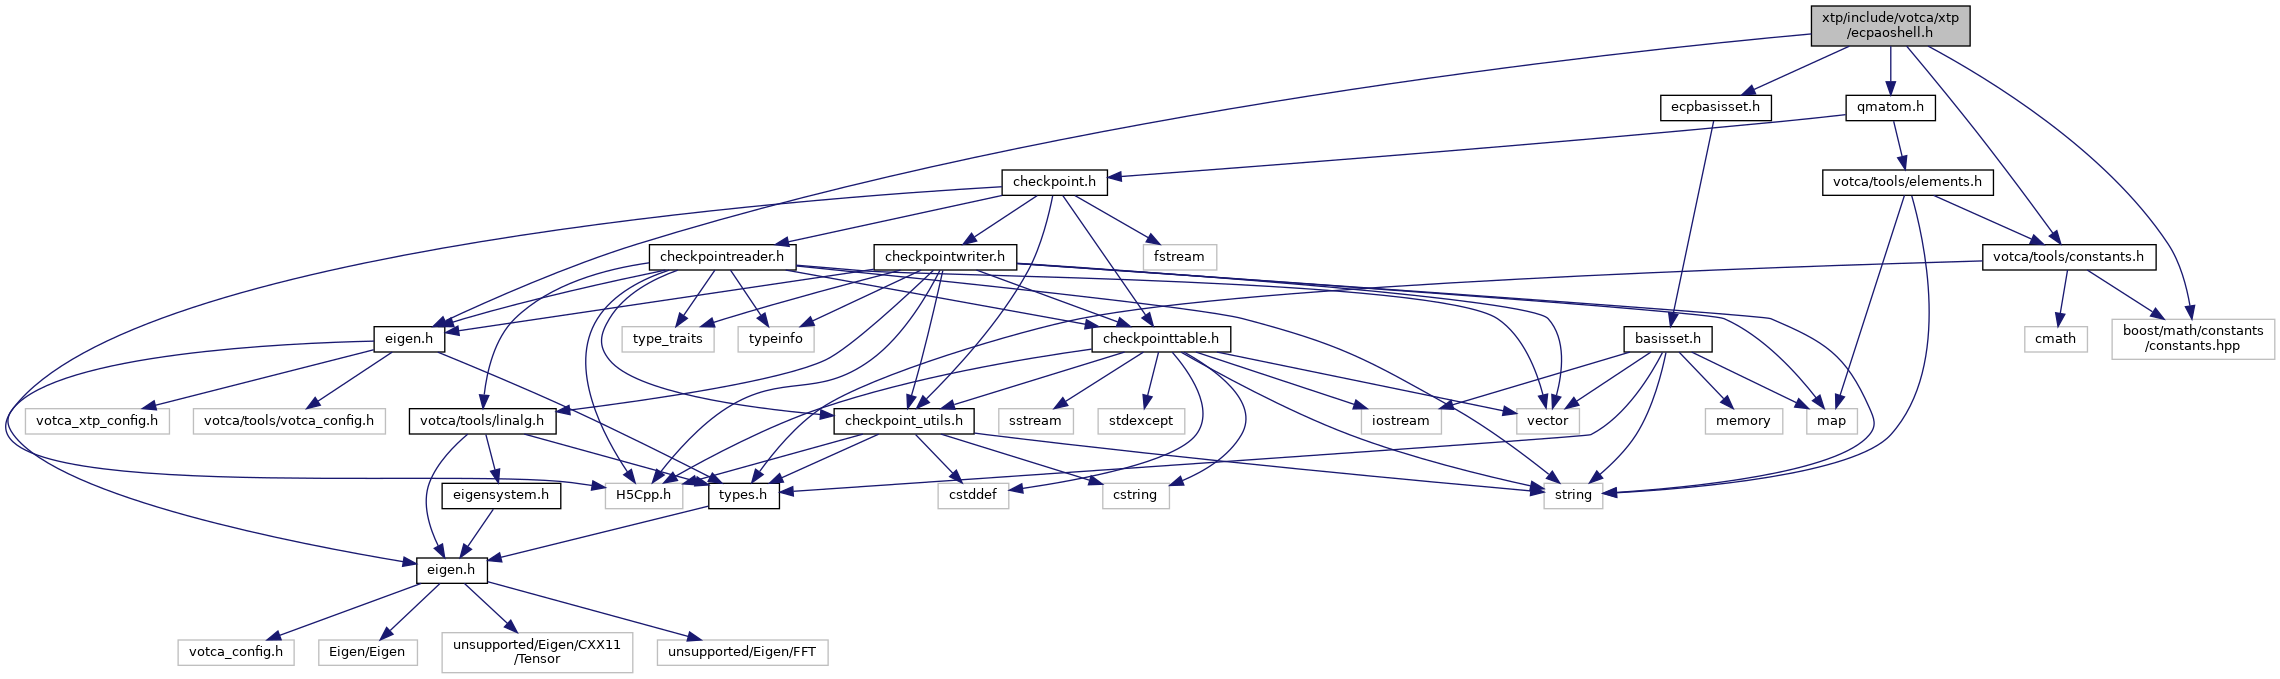 xtp/include/votca/xtp
/ecpaoshell.h
ecpbasisset.h
qmatom.h
checkpoint.h
votca/tools/elements.h
checkpointreader.h
checkpointwriter.h
fstream
votca/tools/constants.h
eigen.h
type_traits
typeinfo
checkpointtable.h
basisset.h
cmath
boost/math/constants
/constants.hpp
votca_xtp_config.h
votca/tools/votca_config.h
votca/tools/linalg.h
checkpoint_utils.h
sstream
stdexcept
iostream
vector
memory
map
eigensystem.h
H5Cpp.h
types.h
cstddef
cstring
string
eigen.h
votca_config.h
Eigen/Eigen
unsupported/Eigen/CXX11
/Tensor
unsupported/Eigen/FFT